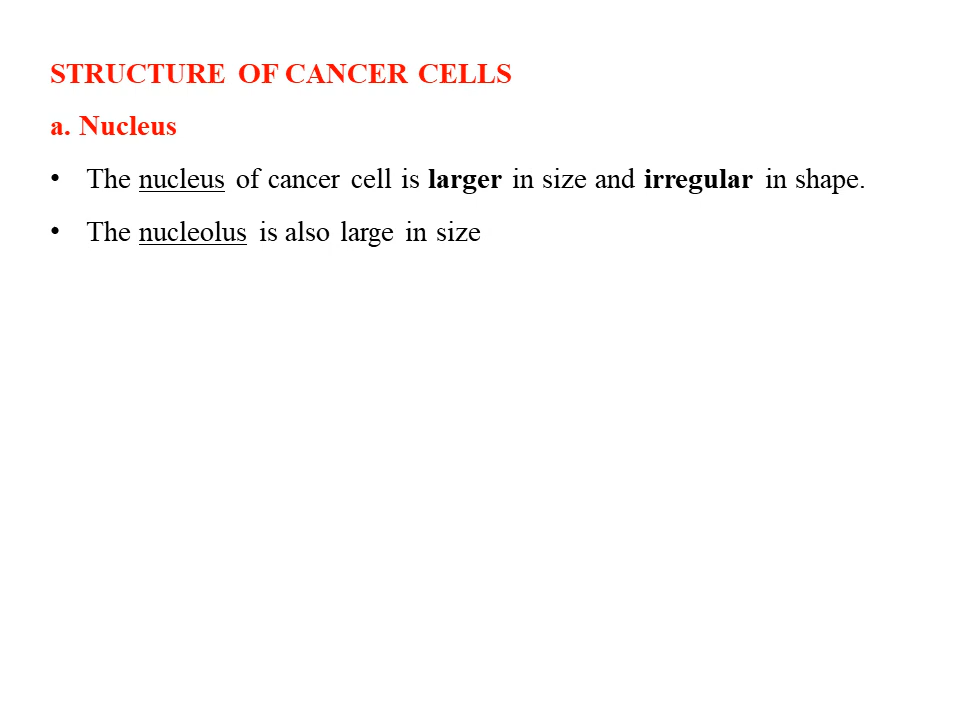 STRUCTURE OF CANCER CELLS
a. Nucleus
• The nucleus of cancer cell is larger in size and irregular in shape.
• The nucleolus is also large in size